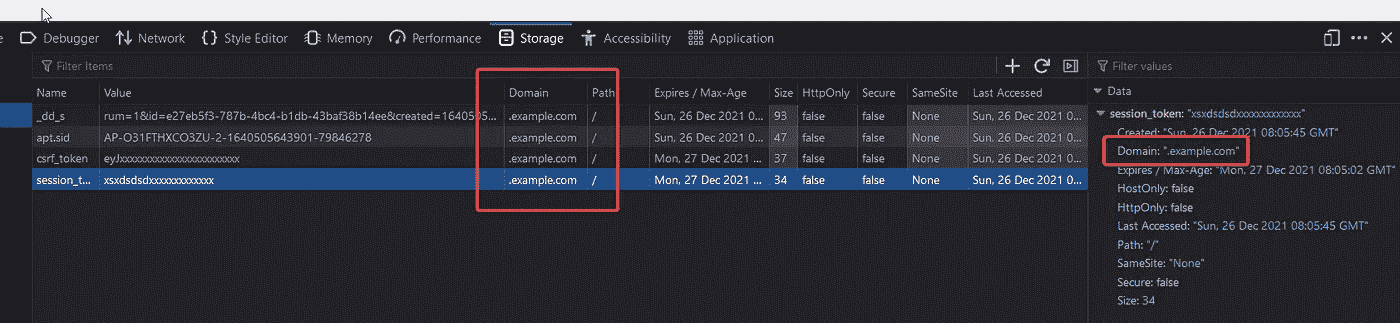 e Debugger Network Style Editor Memory Performance Storage Accessibility Application
Filter Items
Filter values
Name Value Domain Path Expires / Max-Age Size HttpOnly Secure SameSite Last Accessed
_dd_s rum=1&id=e27eb5f3-787b-4bc4-b1db-43baf38b14ee&created=1640505... .example.com / Sun, 26 Dec 2021 ... 93 false false None Sun, 26 Dec 2021 0...
apt.sid AP-O31FTHXCO3ZU-2-1640505643901-79846278 .example.com / Sun, 26 Dec 2021 ... 47 false false None Sun, 26 Dec 2021 0...
csrf_token eyJxxxxxxxxxxxxxxxxxxxxxxxx .example.com / Mon, 27 Dec 2021 ... 37 false false None Sun, 26 Dec 2021 0...
session_t... xsxdsdsdxxxxxxxxxxxx .example.com / Mon, 27 Dec 2021 ... 34 false false None Sun, 26 Dec 2021 0...
Data
session_token: "xsxdsdsdxxxxxxxxxxxx"
Created: "Sun, 26 Dec 2021 08:05:45 GMT"
Domain: ".example.com"
Expires / Max-Age: "Mon, 27 Dec 2021 08:05:02 GMT"
HostOnly: false
HttpOnly: false
Last Accessed: "Sun, 26 Dec 2021 08:05:45 GMT"
Path: "/"
SameSite: "None"
Secure: false
Size: 34